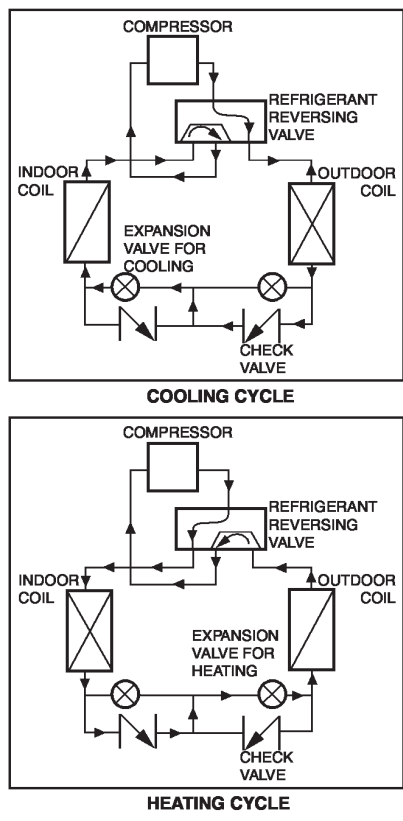 COMPRESSOR
REFRIGERANT
REVERSING
VALVE
INDOOR
COIL
OUTDOOR
COIL
EXPANSION
VALVE FOR
COOLING
CHECK
VALVE
COOLING CYCLE
COMPRESSOR
REFRIGERANT
REVERSING
VALVE
INDOOR
COIL
OUTDOOR
COIL
EXPANSION
VALVE FOR
HEATING
CHECK
VALVE
HEATING CYCLE